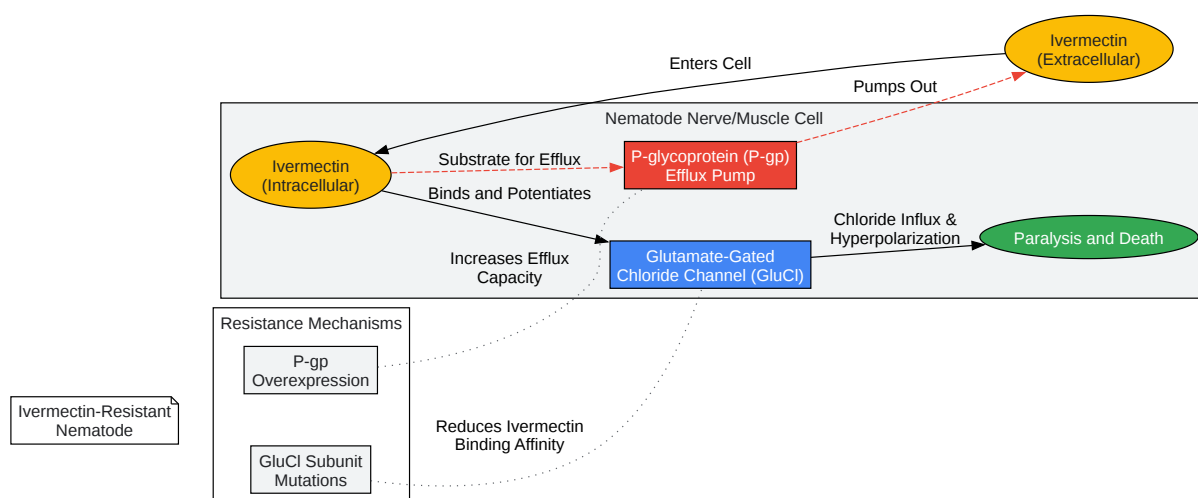 Ivermectin
(Extracellular)
Enters Cell
Pumps Out
Nematode Nerve/Muscle Cell
Ivermectin
(Intracellular)
Substrate for Efflux
P-glycoprotein (P-gp)
Efflux Pump
Binds and Potentiates
Chloride Influx &
Hyperpolarization
Paralysis and Death
Increases Efflux
Capacity
Glutamate-Gated
Chloride Channel (GluCl)
Resistance Mechanisms
P-gp
Overexpression
Ivermectin-Resistant
Nematode
Reduces Ivermectin
Binding Affinity
GluCl Subunit
Mutations